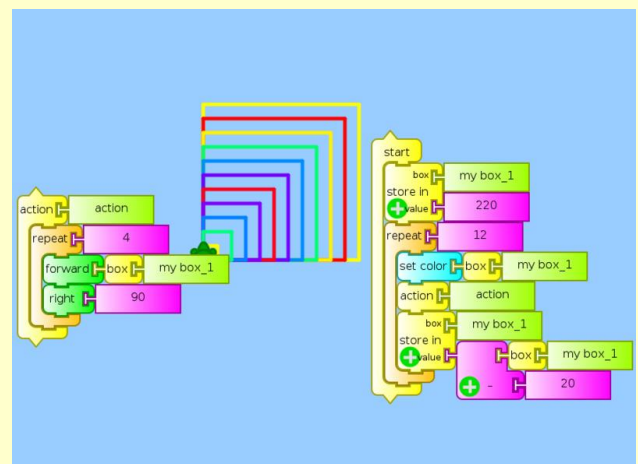 action action
repeat 4
forward box my box_1
right 90
start
box my box_1
store in
value 220
repeat 12
set color box my box_1
action action
box my box_1
store in
value box my box_1
- 20